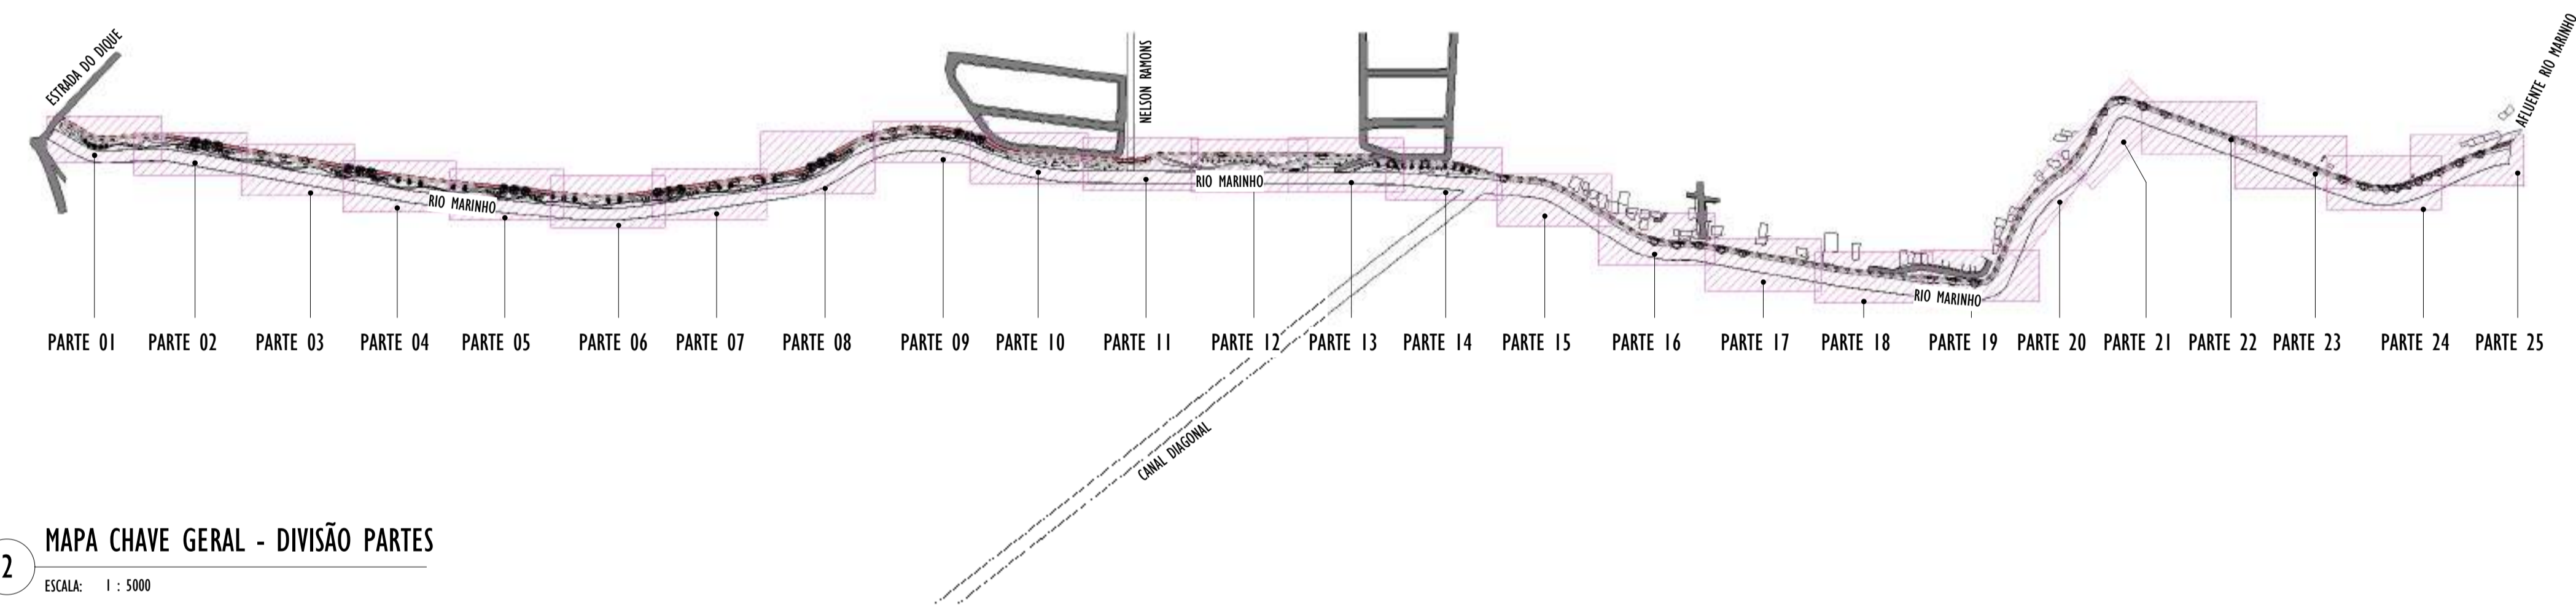 ESTRADA DO DIQUE
NELSON RAMONS
AFLUENTE RIO MARINHO
RIO MARINHO
RIO MARINHO
RIO MARINHO
PARTE 01 PARTE 02 PARTE 03 PARTE 04 PARTE 05 PARTE 06 PARTE 07 PARTE 08 PARTE 09 PARTE 10 PARTE 11 PARTE 12 PARTE 13 PARTE 14 PARTE 15 PARTE 16 PARTE 17 PARTE 18 PARTE 19 PARTE 20 PARTE 21 PARTE 22 PARTE 23 PARTE 24 PARTE 25
CANAL DIAGONAL
2
MAPA CHAVE GERAL - DIVISÃO PARTES
ESCALA: 1 : 5000